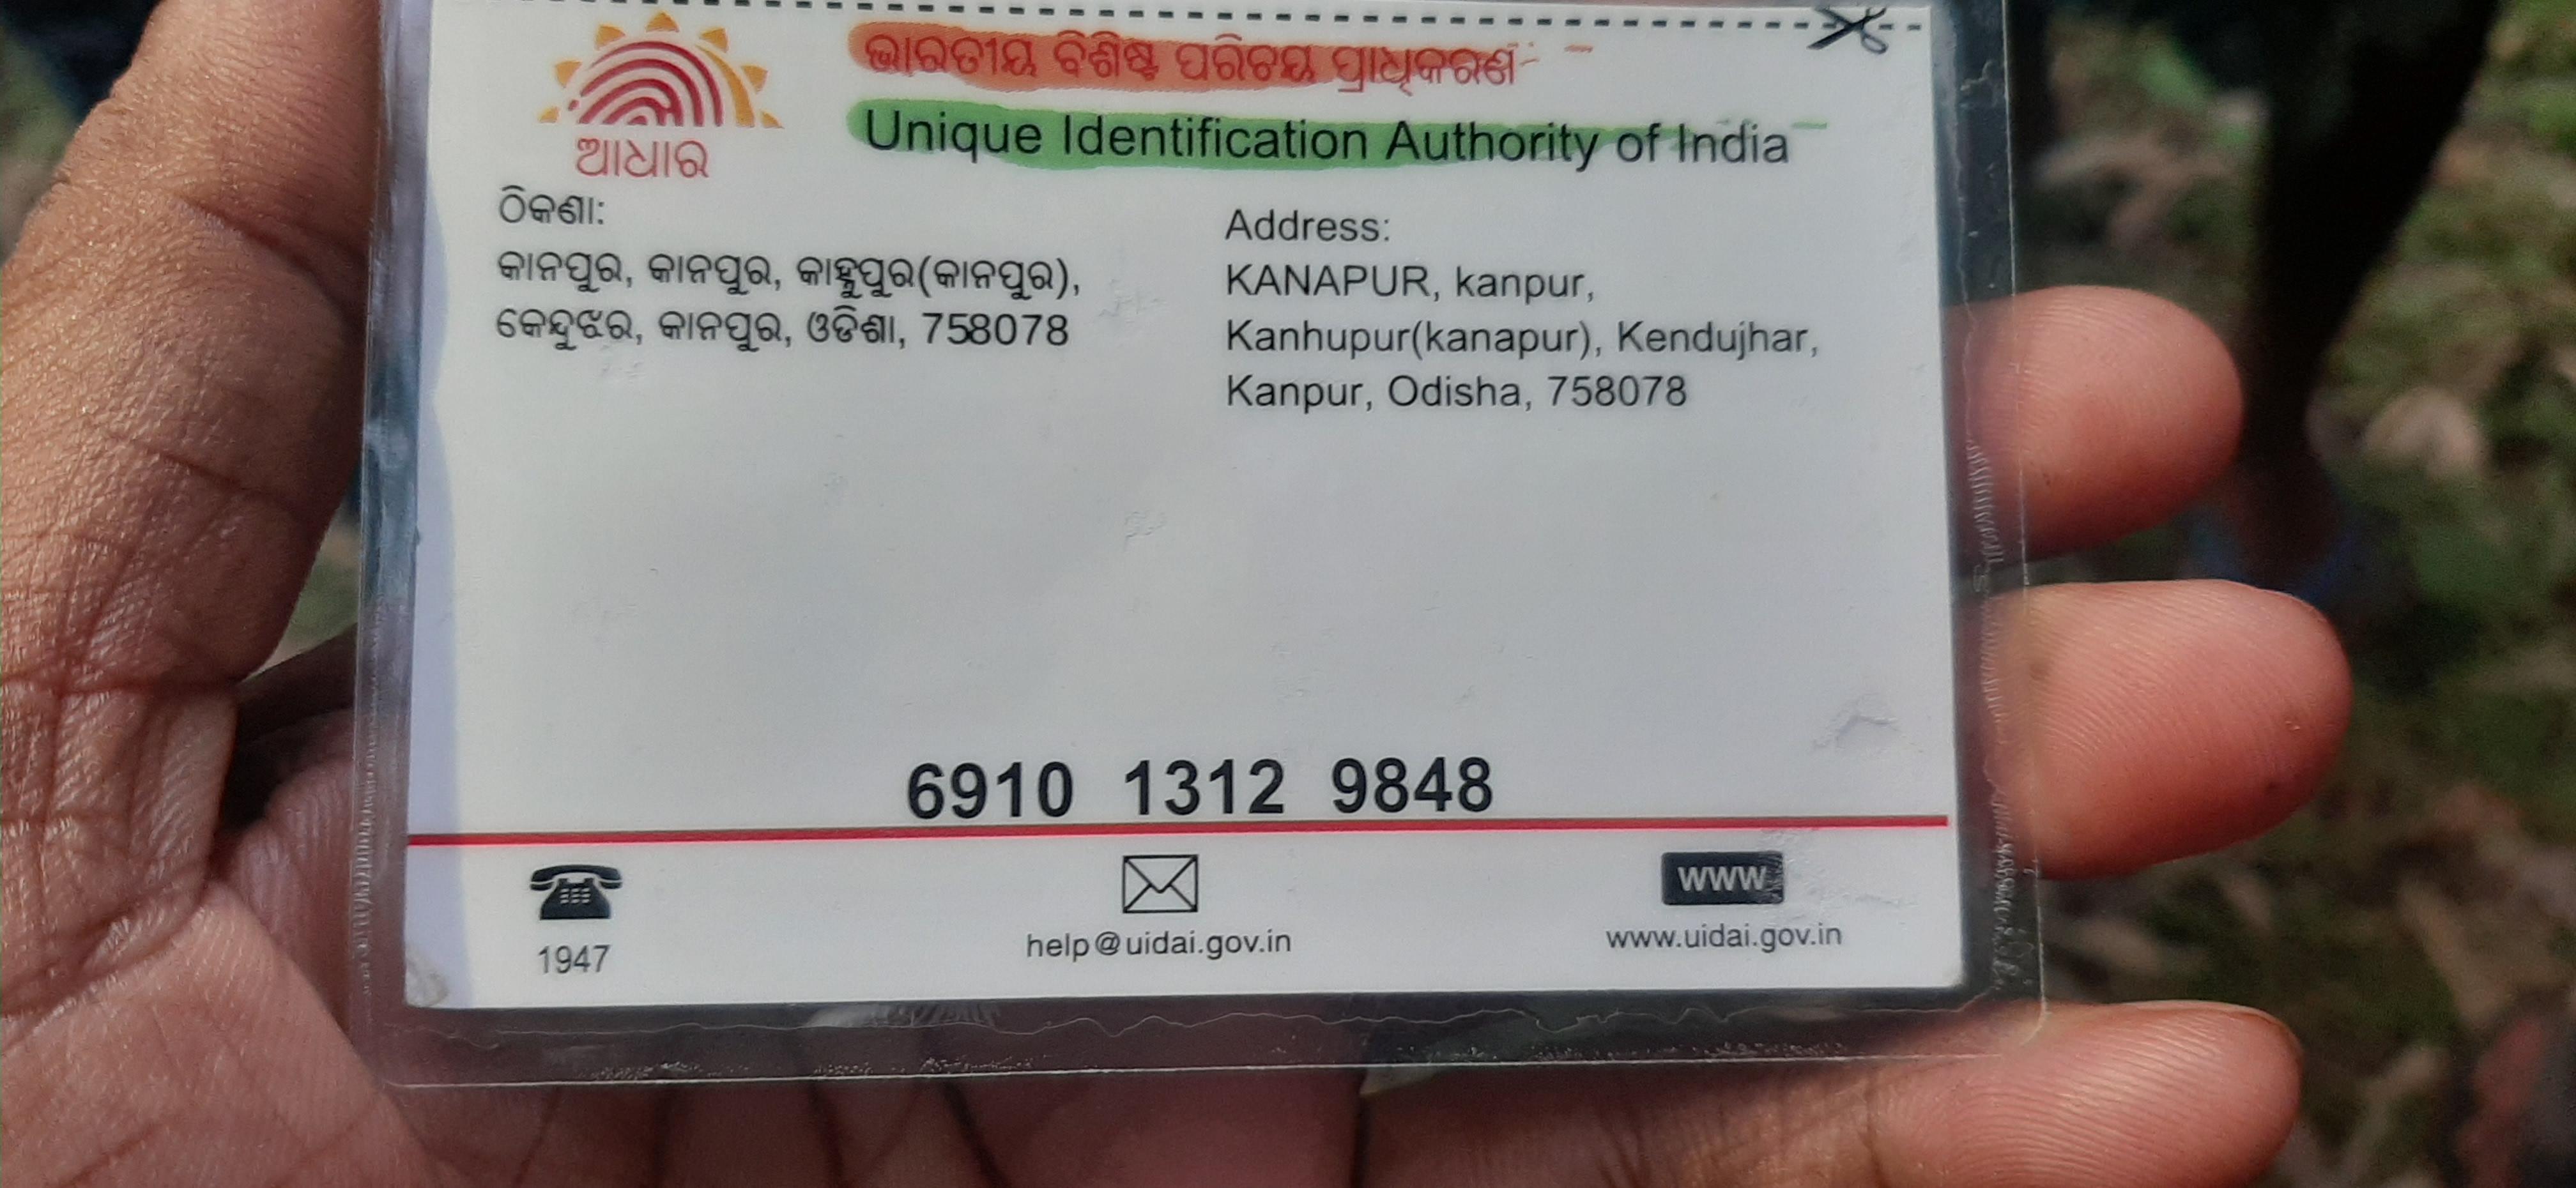 ଭାରତୀୟ ବିଶିଷ୍ଟ ପରିଚୟ ପ୍ରାଧିକରଣ
Unique Identification Authority of India
ଆଧାର
ଠିକଣା:
କାନପୁର, କାନପୁର, କାହ୍ନୁପୁର(କାନପୁର),
କେନ୍ଦୁଝର, କାନପୁର, ଓଡିଶା, 758078
Address:
KANAPUR, kanpur,
Kanhupur(kanapur), Kendujhar,
Kanpur, Odisha, 758078
6910 1312 9848
WWW
1947
help@uidai.gov.in
www.uidai.gov.in